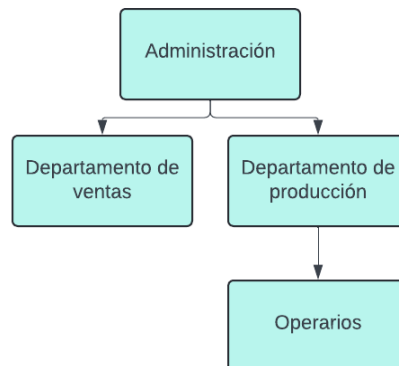 Administración
Departamento de
ventas
Departamento de
producción
Operarios